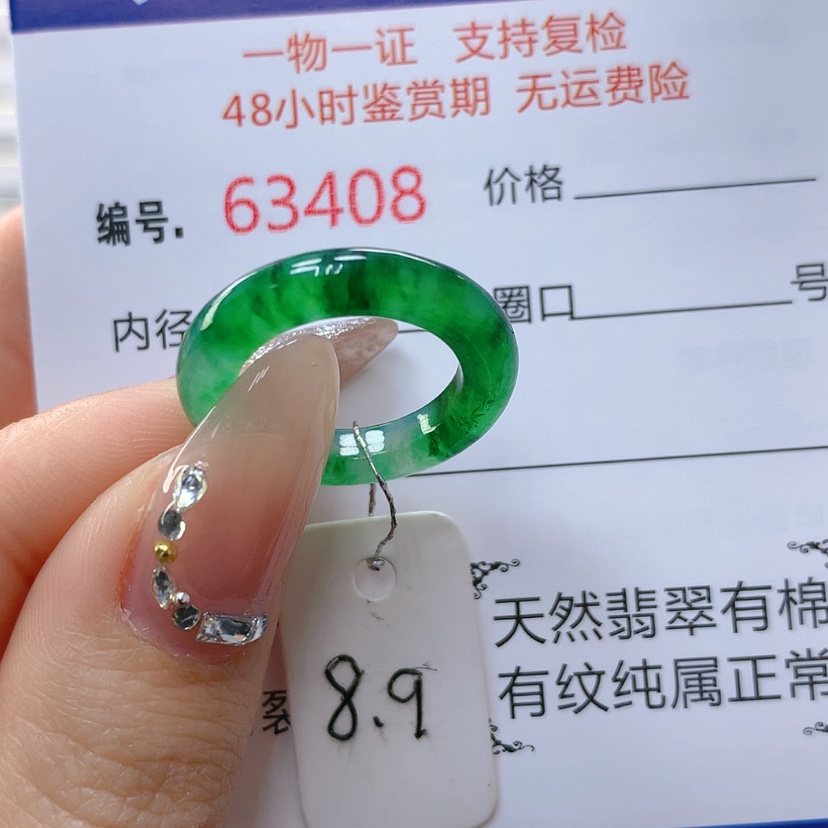 一物一证 支持复检
48小时鉴赏期 无运费险
编号. 63408 价格
内径 圈口 号
天然翡翠有棉
有纹纯属正常
裂
8.9